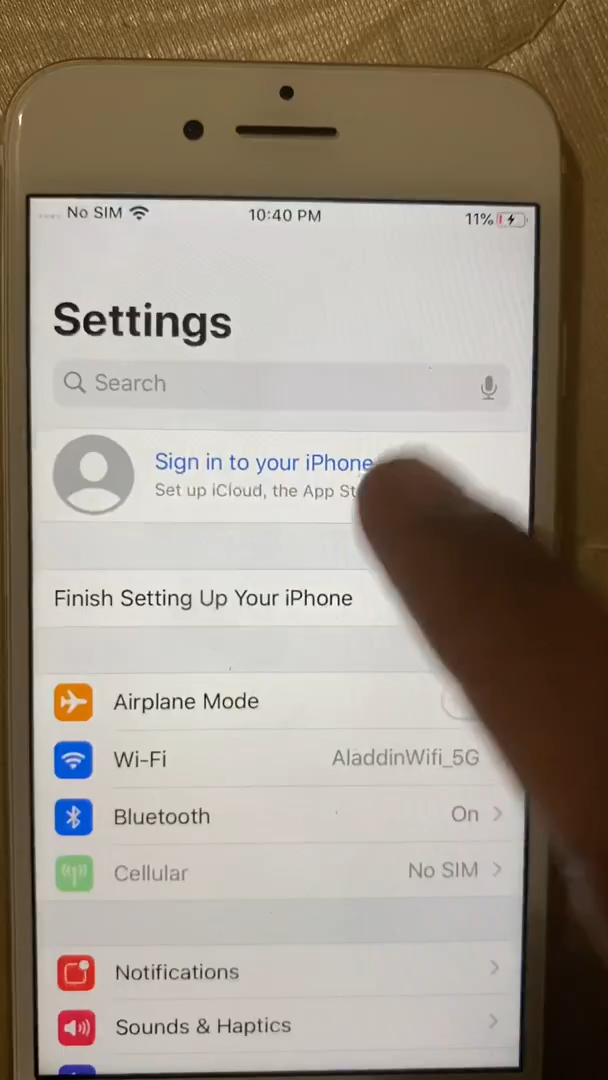 No SIM 10:40 PM 11%
Settings
Search
Sign in to your iPhone
Set up iCloud, the App
Finish Setting Up Your iPhone
Airplane Mode
Wi-Fi AladdinWifi_5G
Bluetooth On
Cellular No SIM
Notifications
Sounds & Haptics